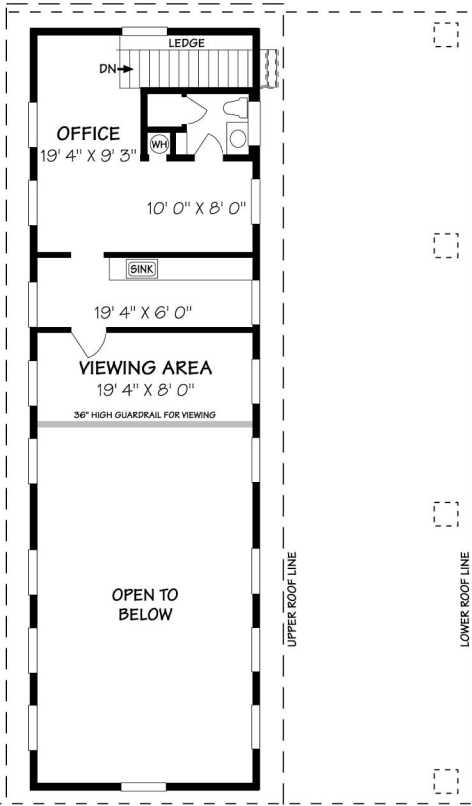 LEDGE
DN
OFFICE
19' 4" X 9' 3"
WH
10' 0" X 8' 0"
SINK
19' 4" X 6' 0"
VIEWING AREA
19' 4" X 8' 0"
36" HIGH GUARDRAIL FOR VIEWING
OPEN TO
BELOW
UPPER ROOF LINE
LOWER ROOF LINE